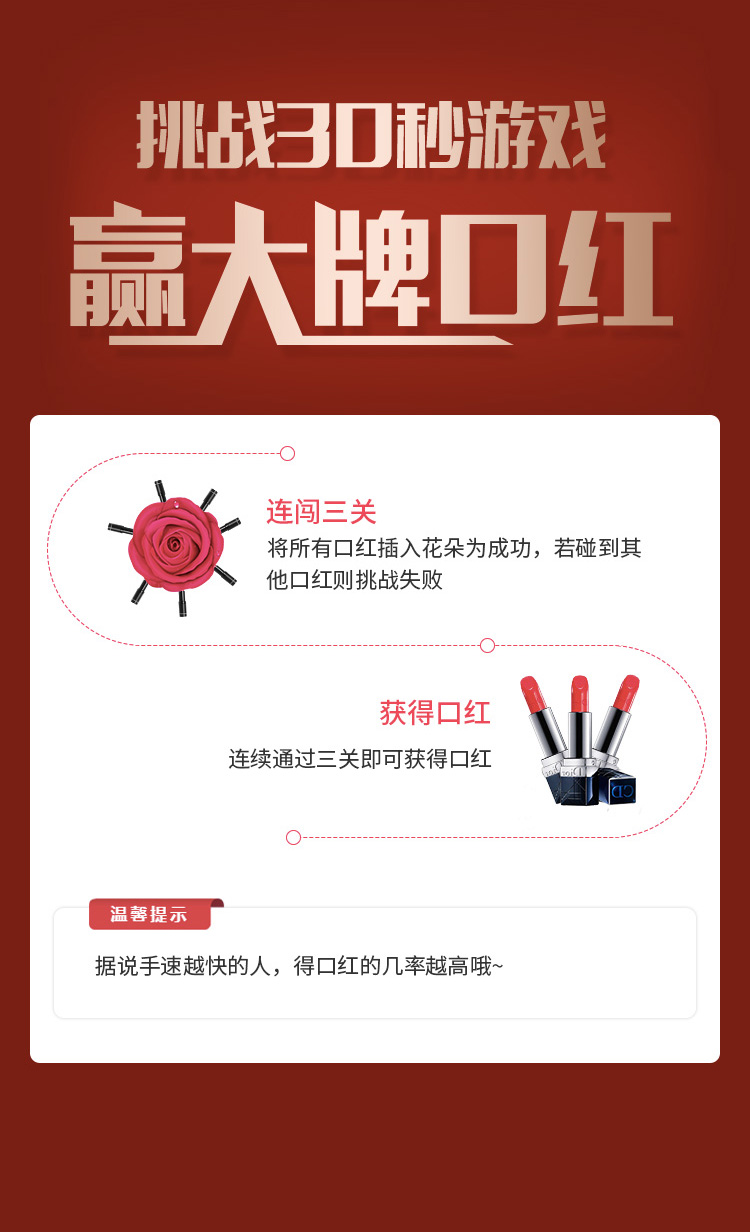 挑战30秒游戏
赢大牌口红
连闯三关
将所有口红插入花朵为成功，若碰到其
他口红则挑战失败
获得口红
连续通过三关即可获得口红
CD
温馨提示
据说手速越快的人，得口红的几率越高哦~